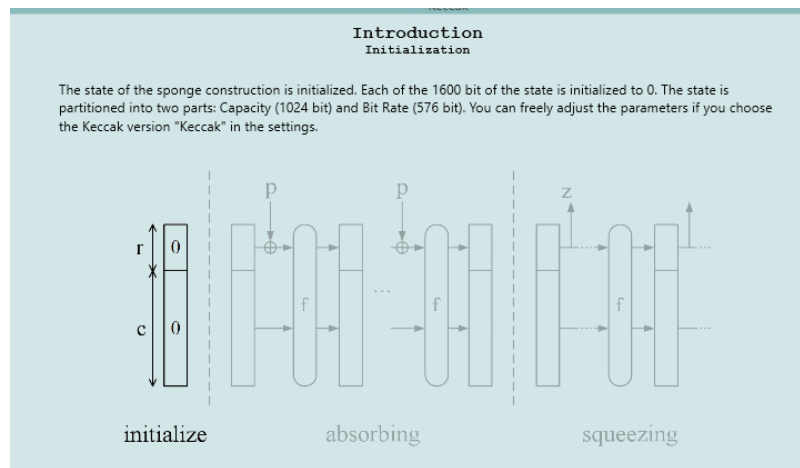 Introduction
Initialization
The state of the sponge construction is initialized. Each of the 1600 bit of the state is initialized to 0. The state is
partitioned into two parts: Capacity (1024 bit) and Bit Rate (576 bit). You can freely adjust the parameters if you choose
the Keccak version "Keccak" in the settings.
p p z
r 0
...
f f f
c 0
initialize absorbing squeezing